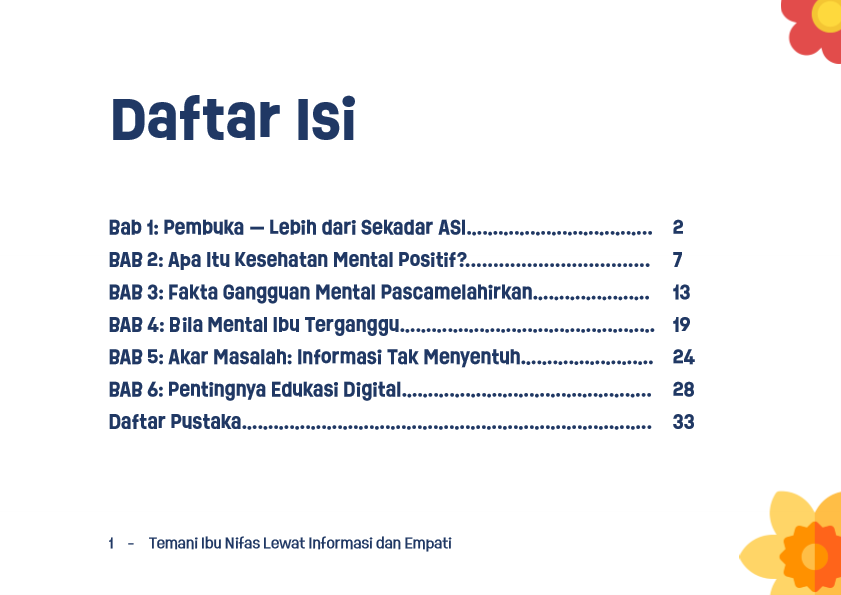 Daftar Isi
Bab 1: Pembuka — Lebih dari Sekadar ASI................................... 2
BAB 2: Apa Itu Kesehatan Mental Positif?................................... 7
BAB 3: Fakta Gangguan Mental Pascamelahirkan...................... 13
BAB 4: Bila Mental Ibu Terganggu................................................ 19
BAB 5: Akar Masalah: Informasi Tak Menyentuh......................... 24
BAB 6: Pentingnya Edukasi Digital............................................... 28
Daftar Pustaka............................................................................. 33
1 - Temani Ibu Nifas Lewat Informasi dan Empati